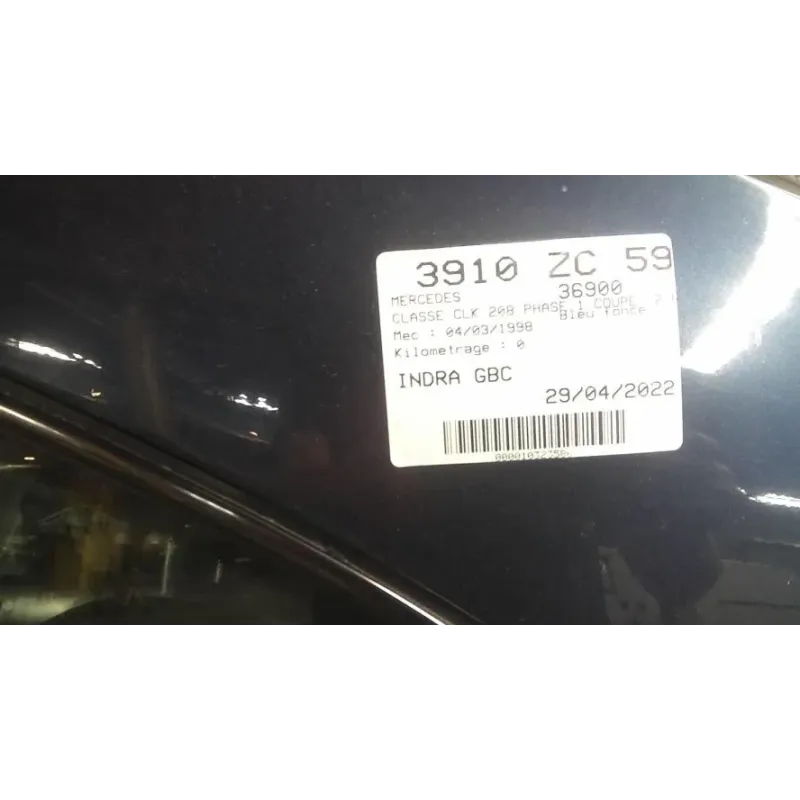 3910 ZC 59
MERCEDES 36900
CLASSE CLK 208 PHASE 1 COUPE
Bleu fonce
Mec : 04/03/1998
Kilometrage : 0
INDRA GBC
29/04/2022